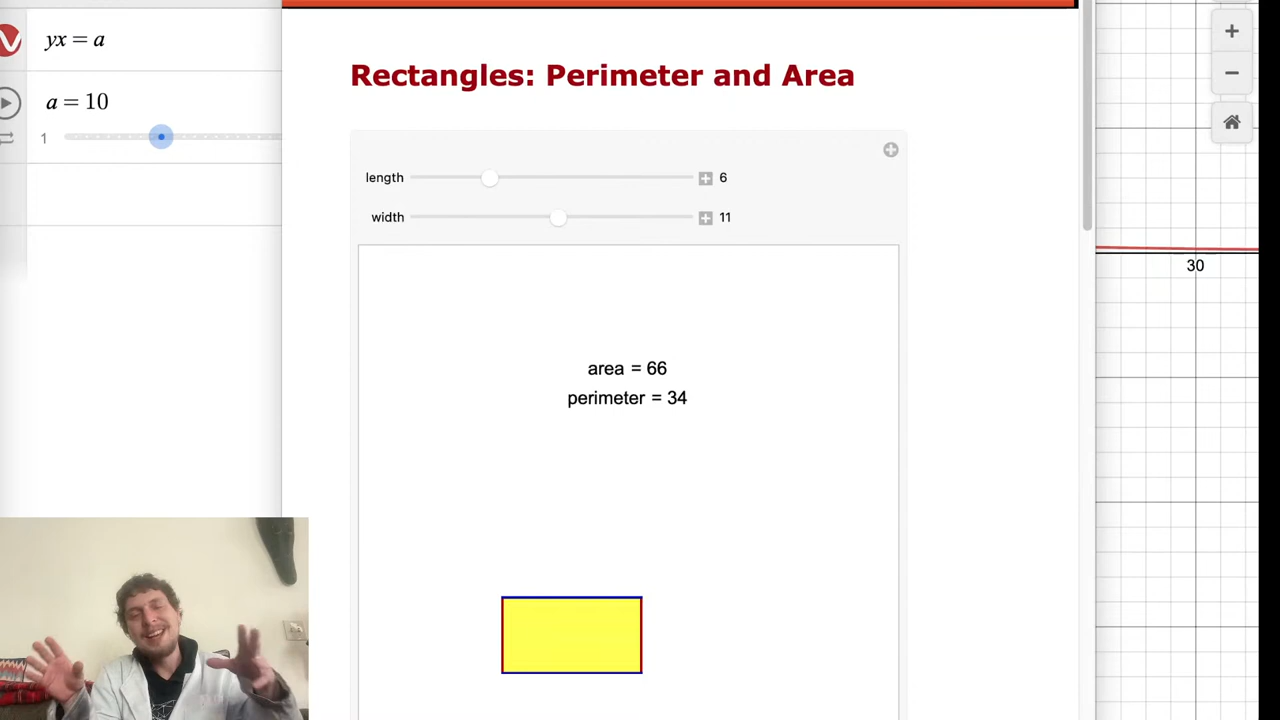 yx = a
a = 10
1
Rectangles: Perimeter and Area
length 6
width 11
area = 66
perimeter = 34
30